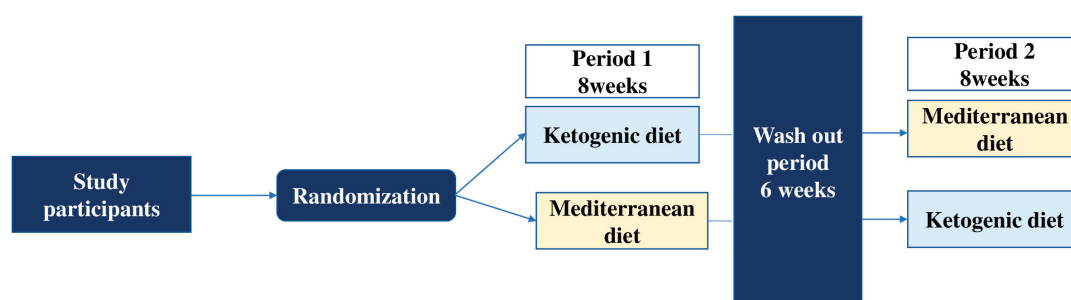 Study
participants
Randomization
Period 1
8weeks
Ketogenic diet
Mediterranean
diet
Wash out
period
6 weeks
Period 2
8weeks
Mediterranean
diet
Ketogenic diet